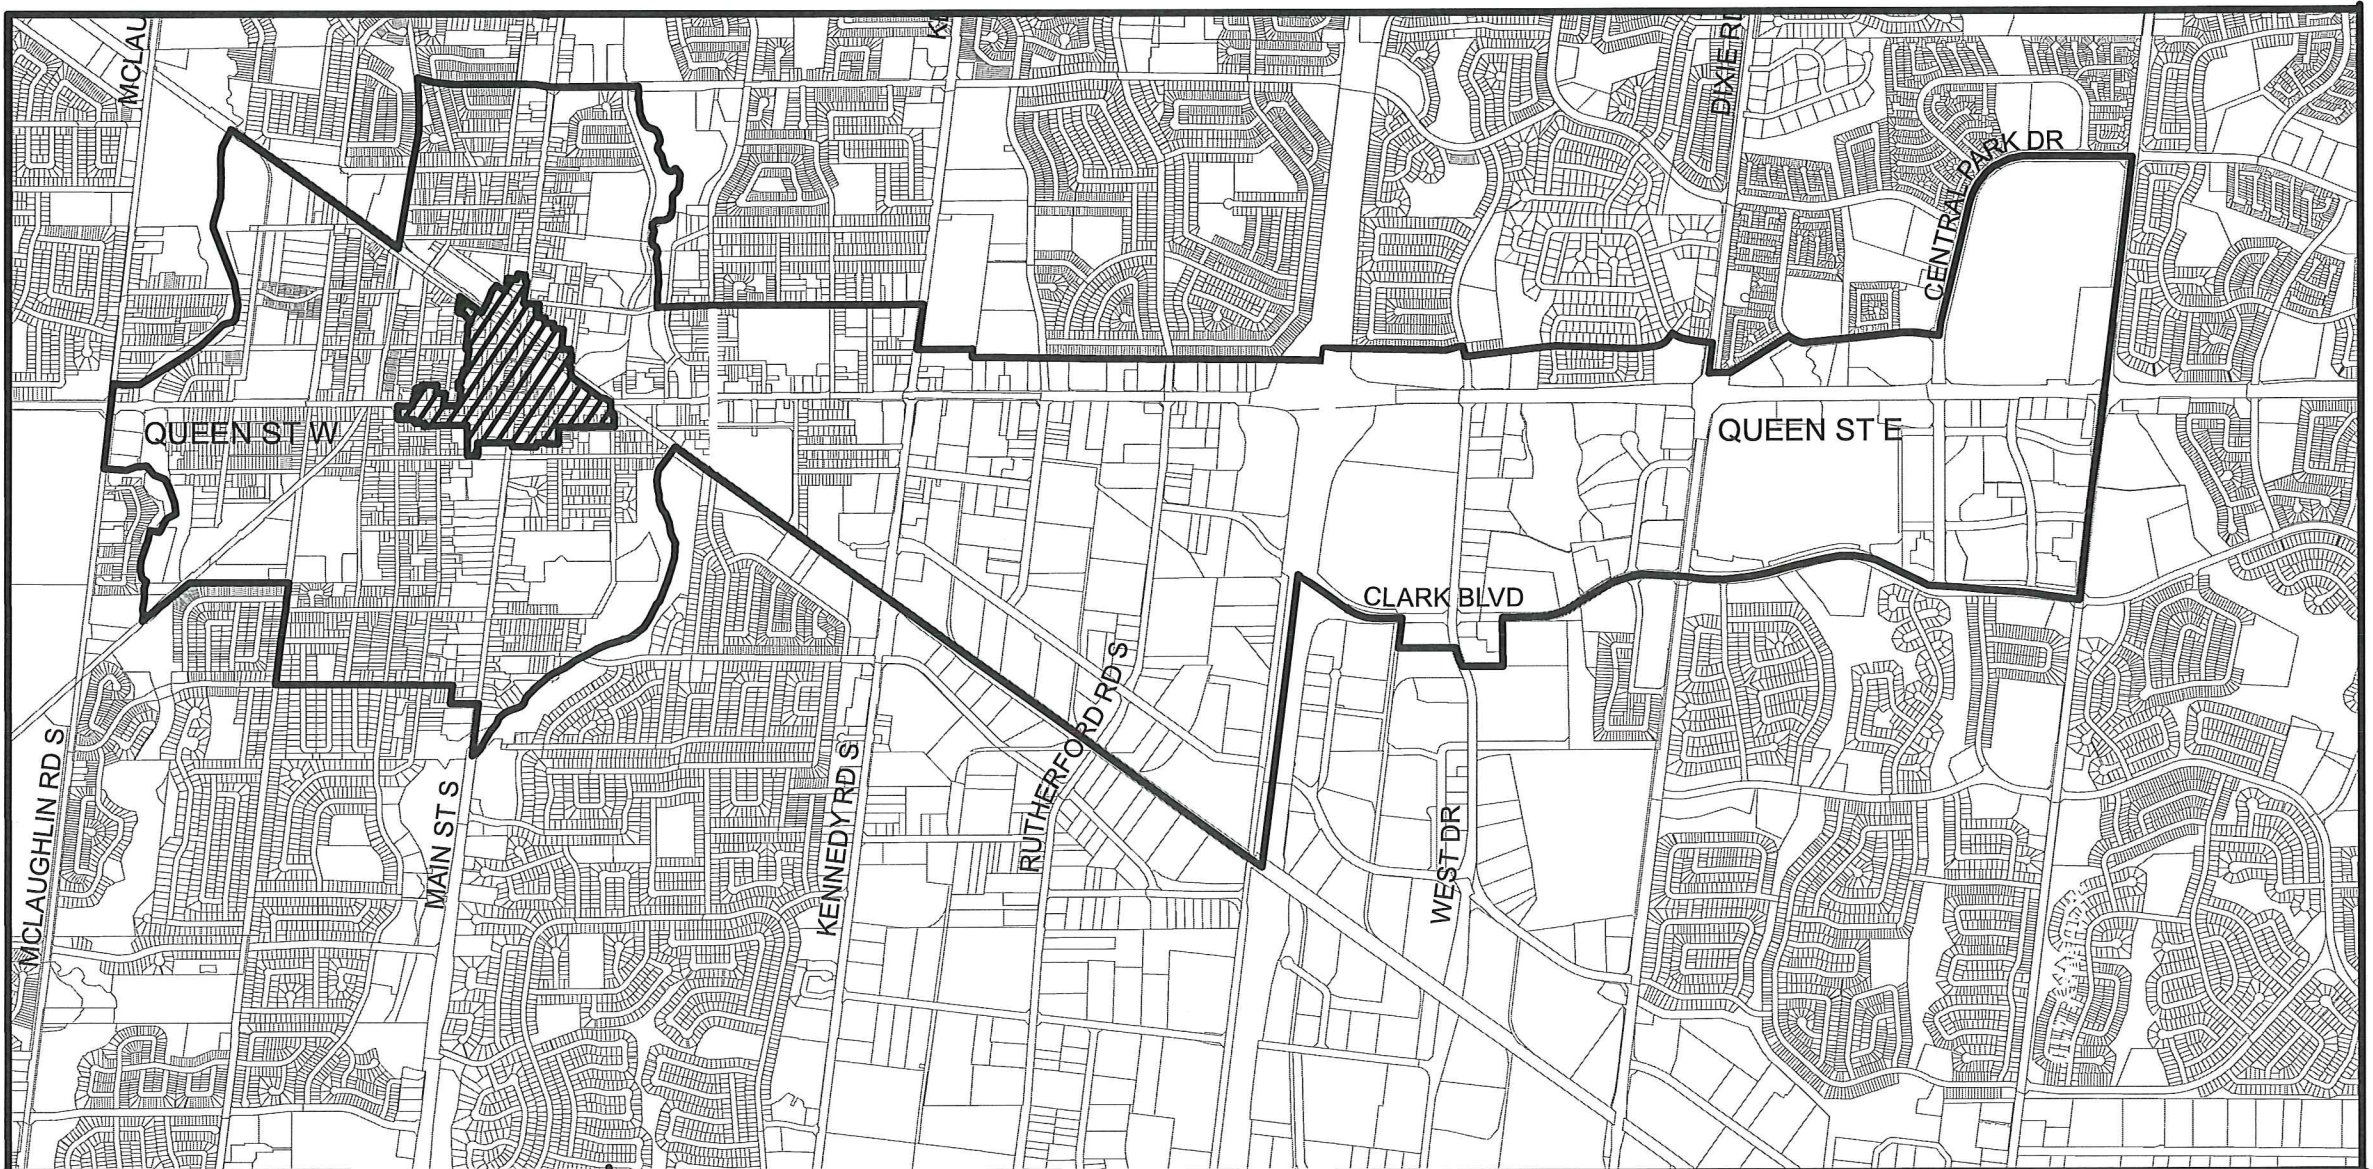 MCLAU
K
DIXIE RD
CENTRAL PARK DR
QUEEN ST W
QUEEN ST E
CLARK BLVD
MCLAUGHLIN RD S
MAIN ST S
KENNEDY RD S
RUTHERFORD RD S
WEST DR